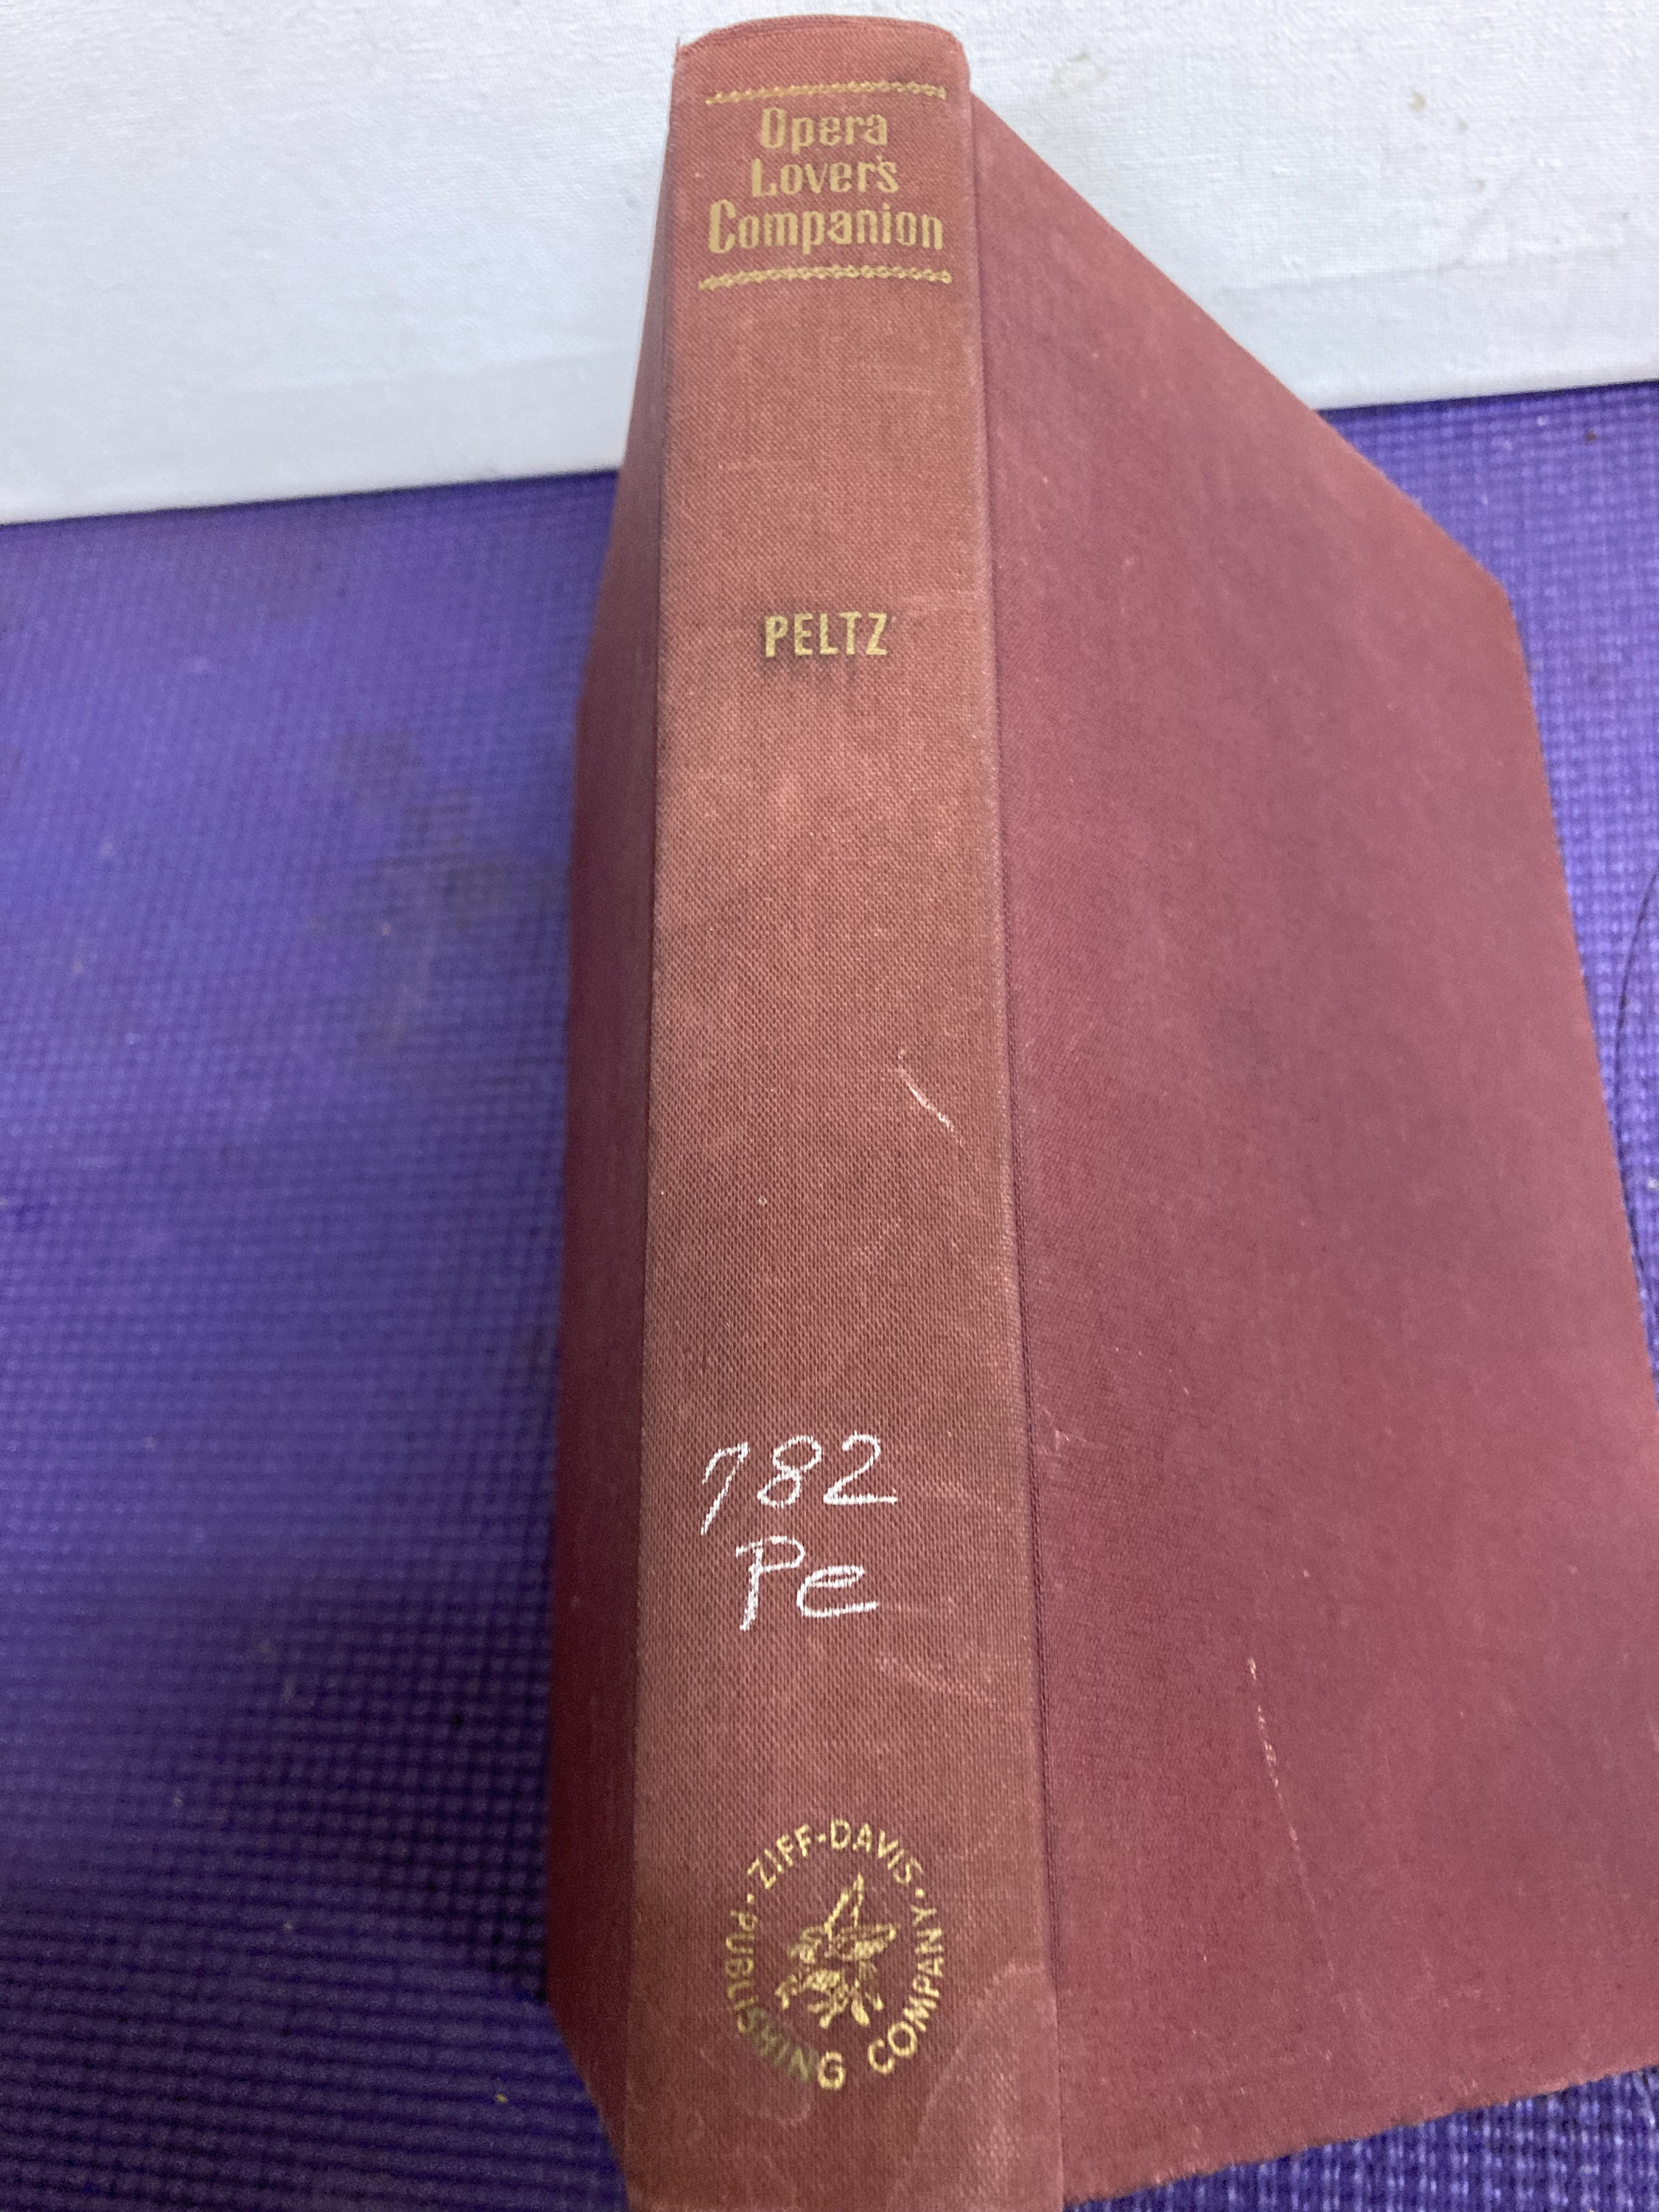 Opera
Lover's
Companion
PELTZ
782
Pe
· ZIFF-DAVIS ·
PUBLISHING COMPANY